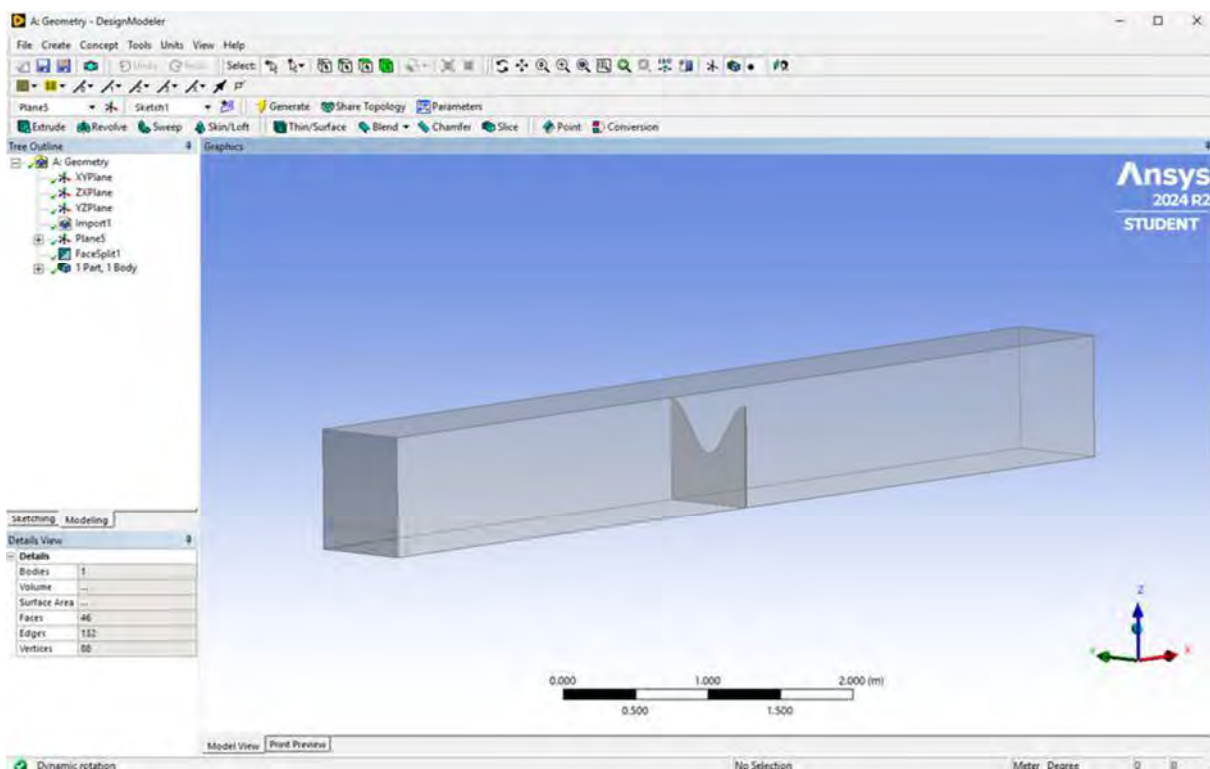 A: Geometry - DesignModeler
File Create Concept Tools Units View Help
Undo Redo Select:
Plane5 Sketch1 Generate Share Topology Parameters
Extrude Revolve Sweep Skin/Loft Thin/Surface Blend Chamfer Slice Point Conversion
Tree Outline
A: Geometry
XYPlane
ZXPlane
YZPlane
Import1
Plane5
FaceSplit1
1 Part, 1 Body
Sketching Modeling
Details View
Details
Bodies 1
Volume ...
Surface Area ...
Faces 46
Edges 132
Vertices 88
Graphics
Ansys
2024 R2
STUDENT
Z
X
0.000 1.000 2.000 (m)
0.500 1.500
Model View Print Preview
Dynamic rotation No Selection Meter Degree 0 0